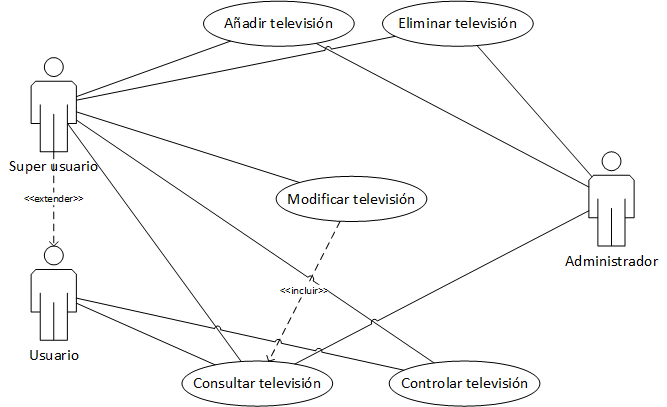 Añadir televisión
Eliminar televisión
Super usuario
<<extender>>
Modificar televisión
Administrador
<<incluir>>
Usuario
Consultar televisión
Controlar televisión